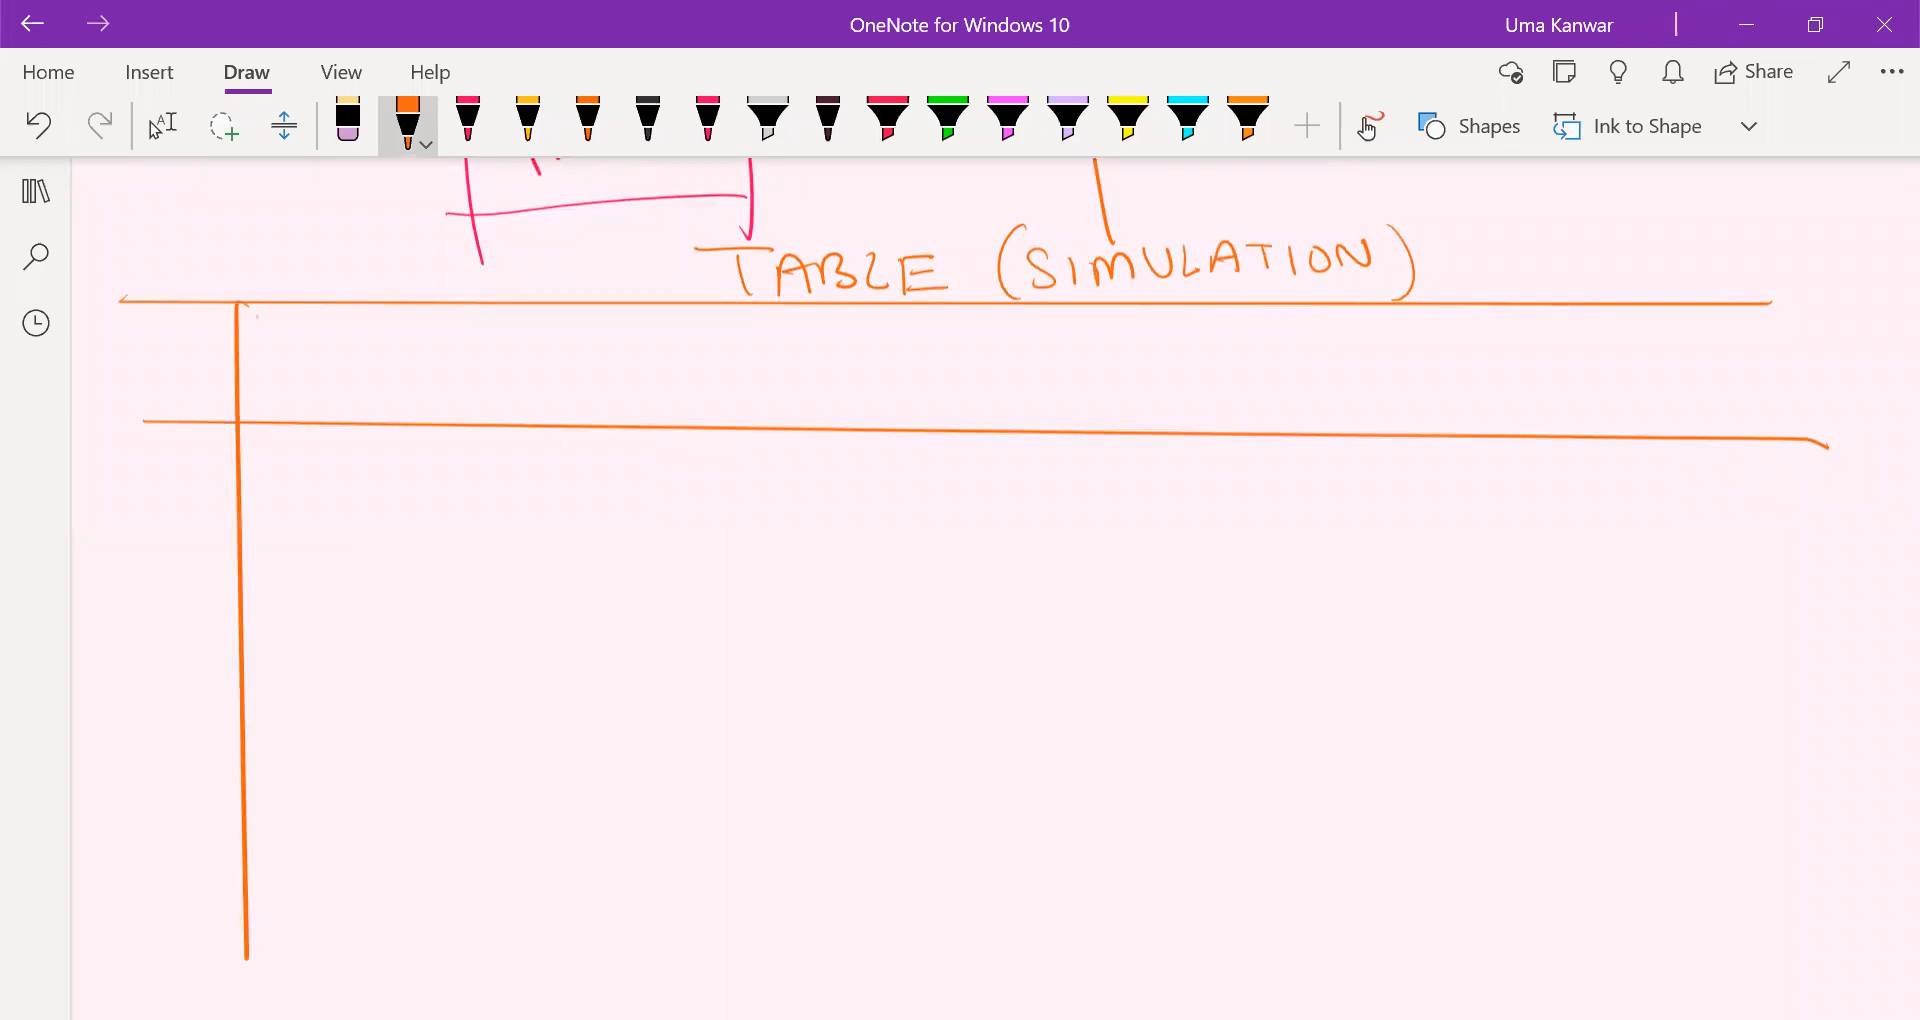 OneNote for Windows 10
Uma Kanwar
Home Insert Draw View Help
Share
Shapes
Ink to Shape
TABLE (SIMULATION)